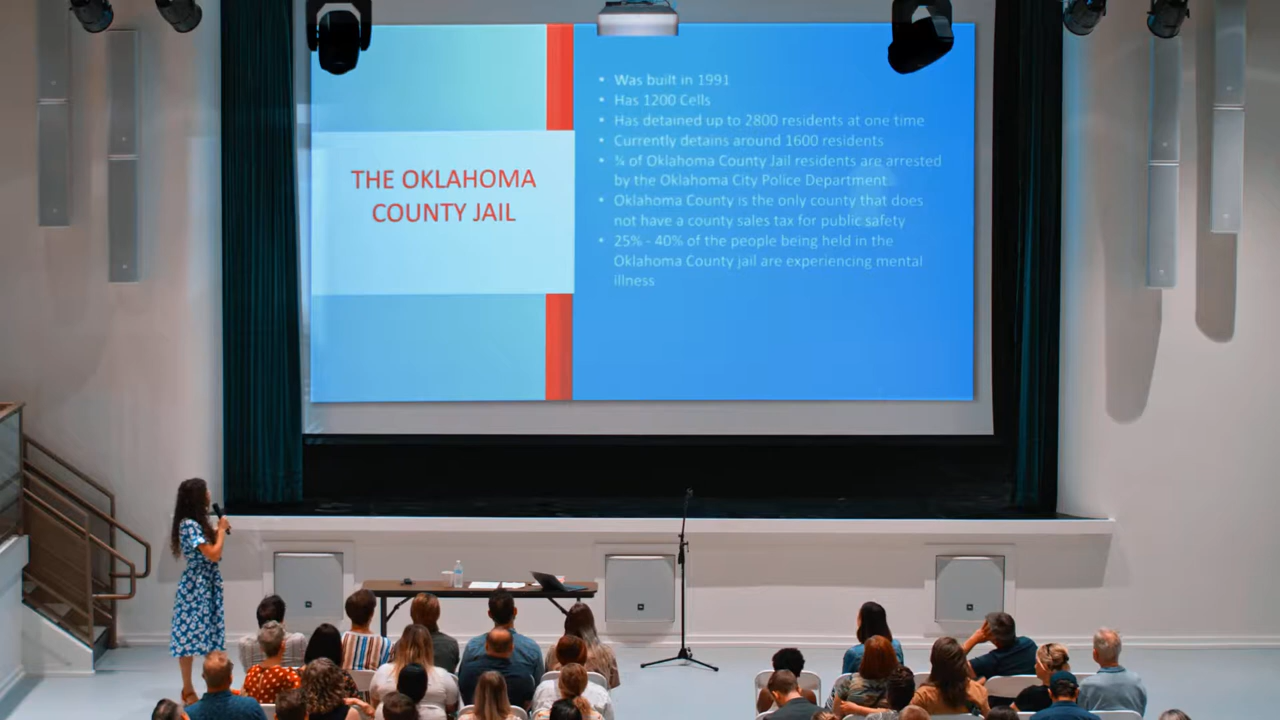 THE OKLAHOMA
COUNTY JAIL
• Was built in 1991
• Has 1200 Cells
• Has detained up to 2800 residents at one time
• Currently detains around 1600 residents
• ¾ of Oklahoma County Jail residents are arrested
by the Oklahoma City Police Department
• Oklahoma County is the only county that does
not have a county sales tax for public safety
• 25% - 40% of the people being held in the
Oklahoma County jail are experiencing mental
illness